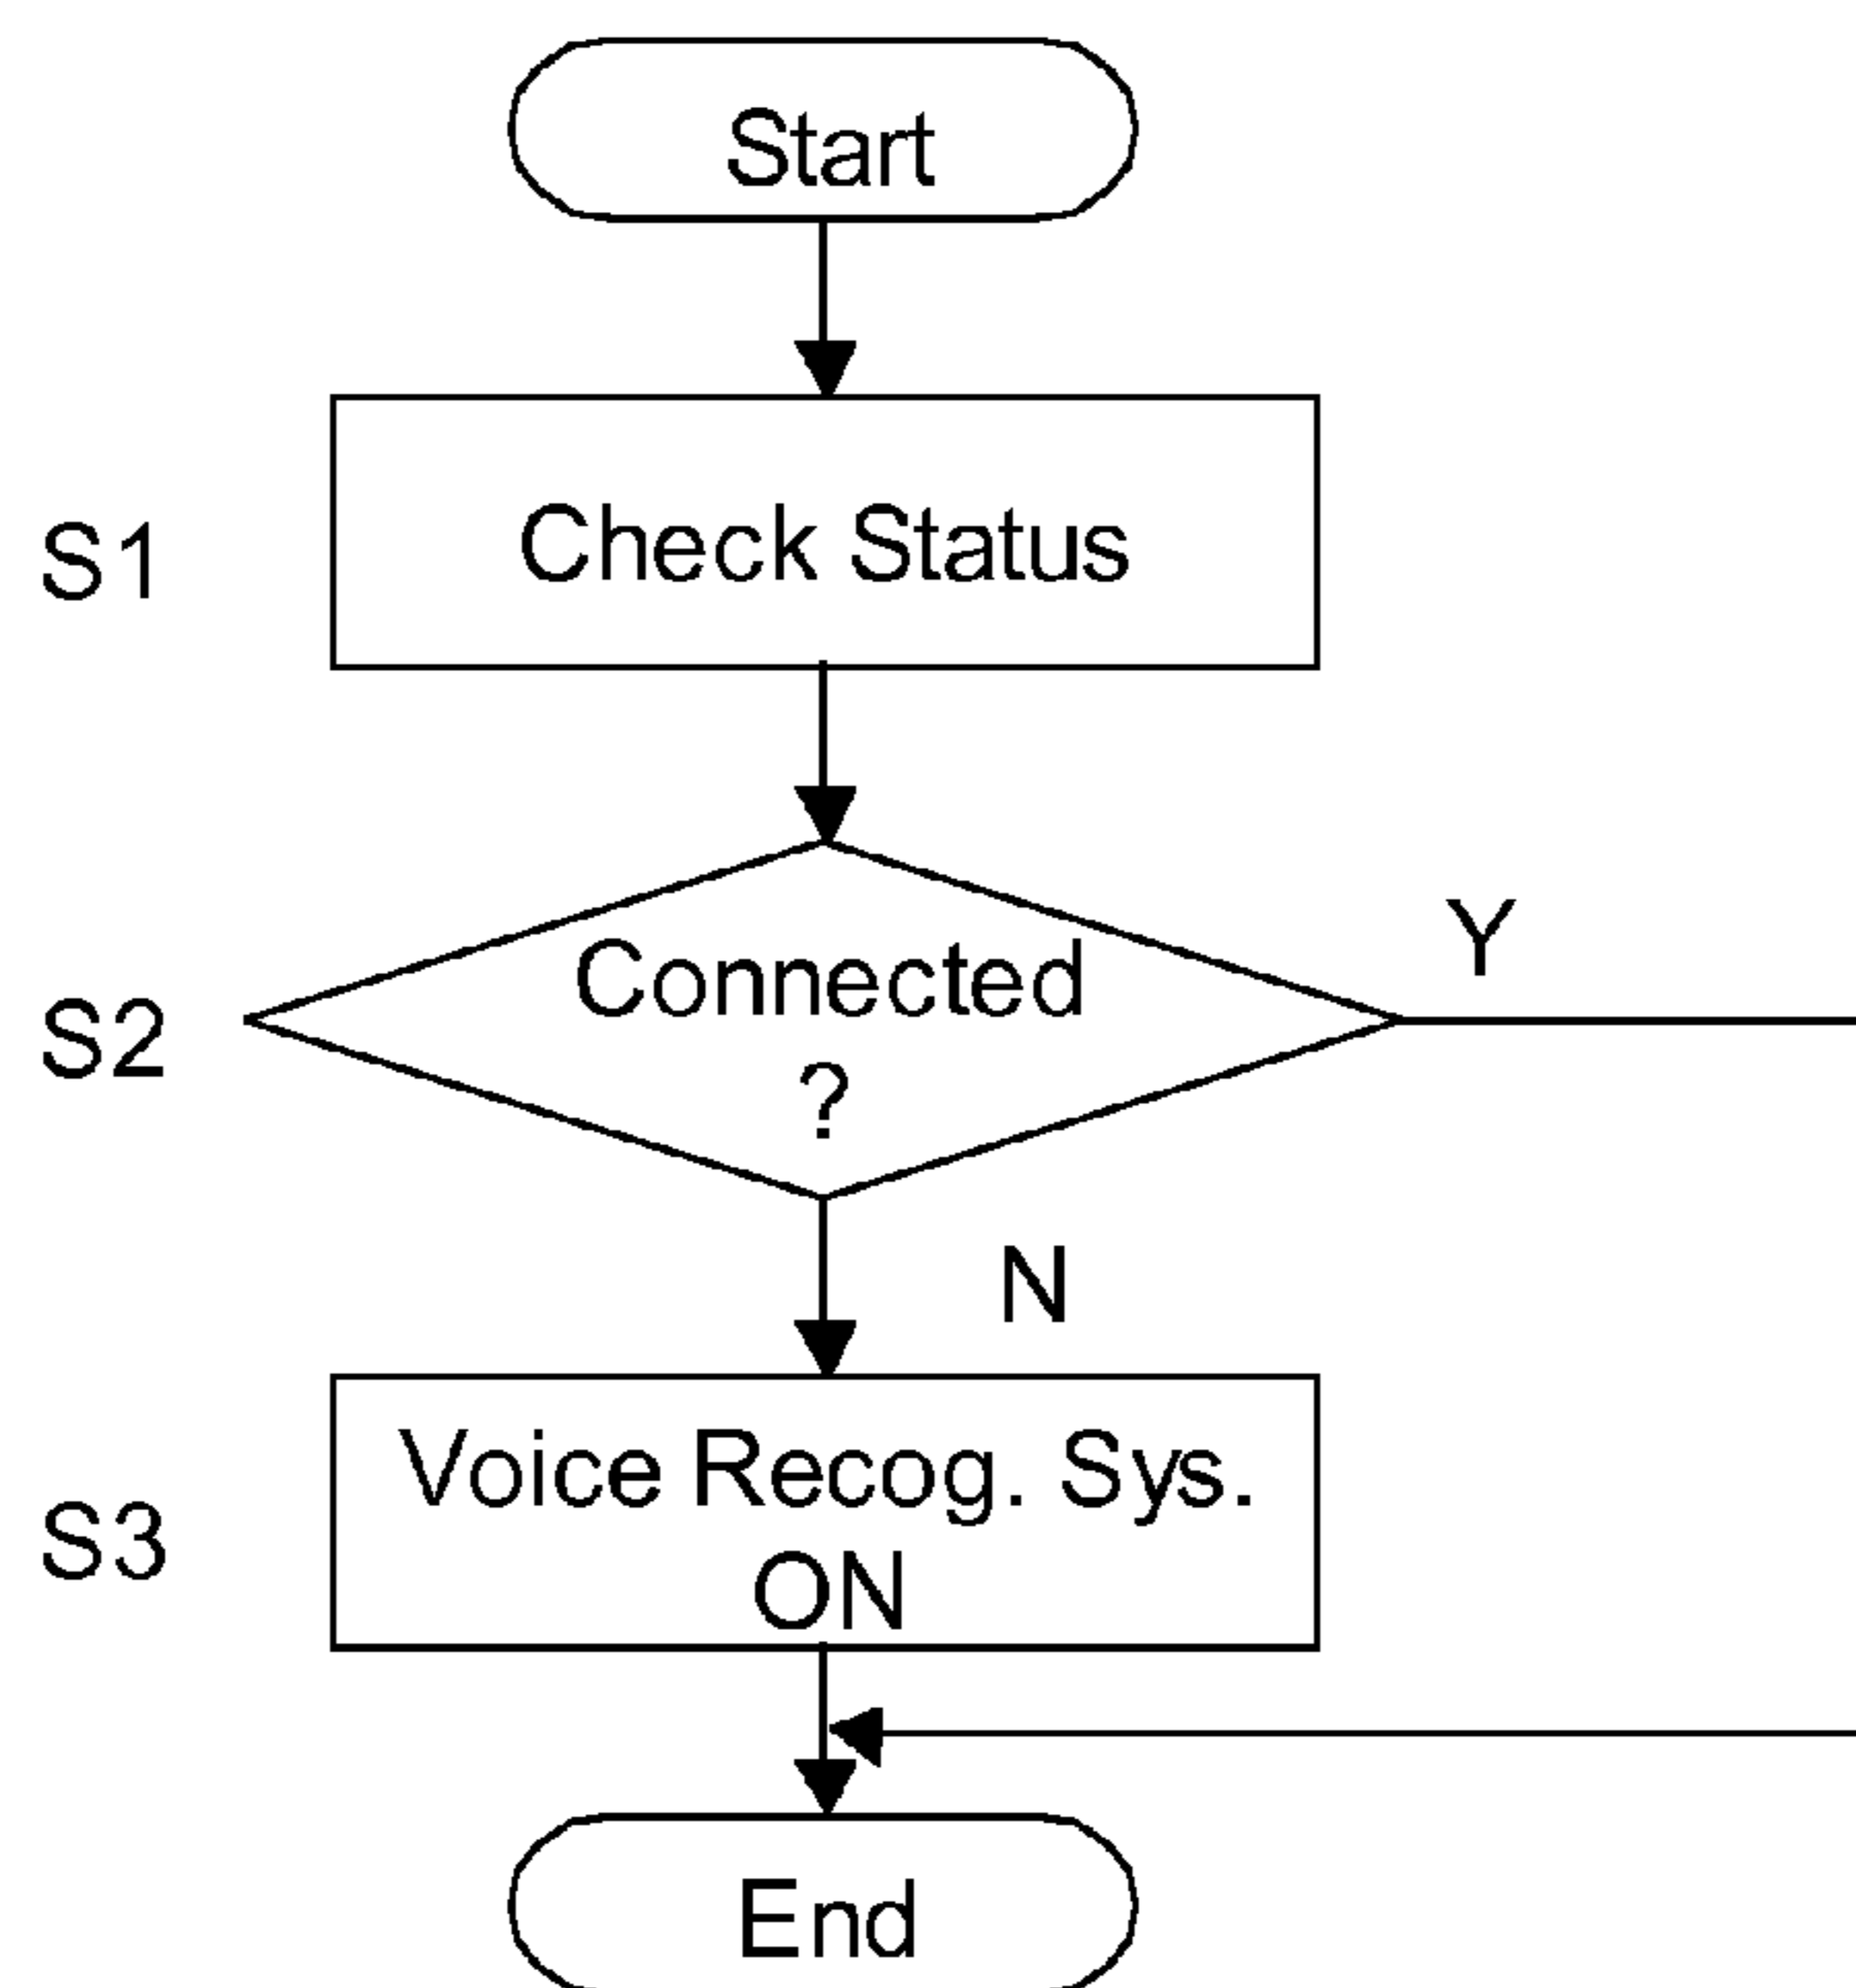 Start
S1
Check Status
S2
Connected
?
Y
N
S3
Voice Recog. Sys.
ON
End